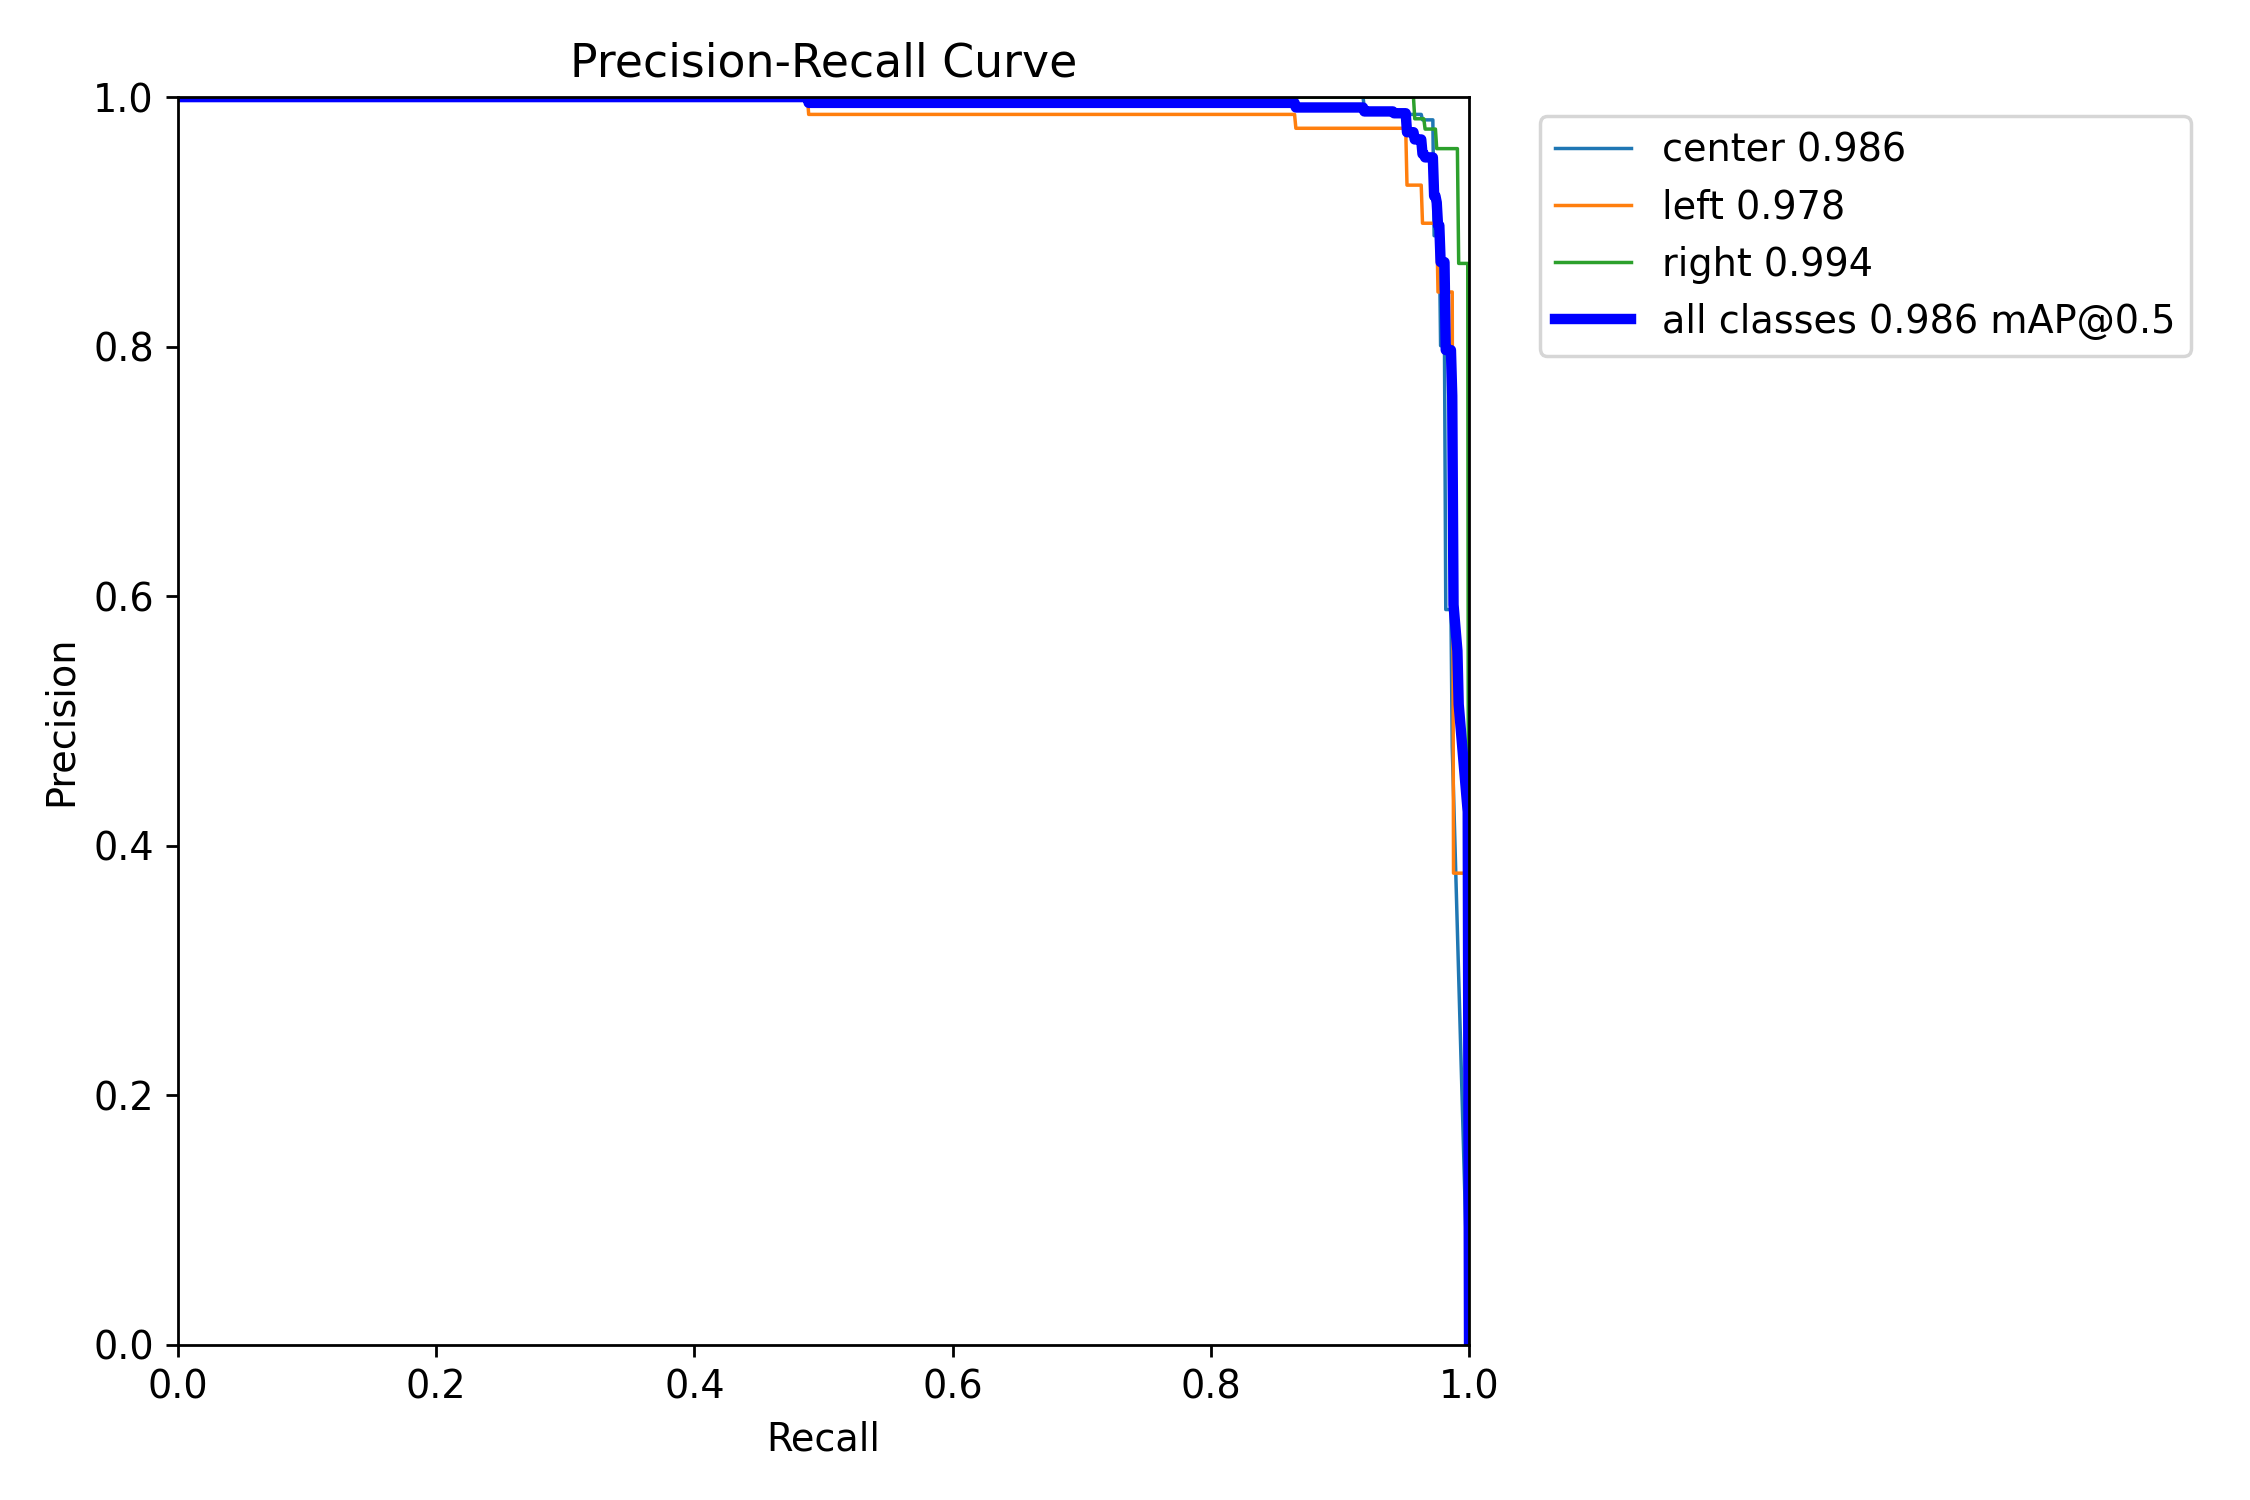 Precision-Recall Curve
1.0
0.8
0.6
0.4
0.2
0.0
Precision
0.0 0.2 0.4 0.6 0.8 1.0
Recall
center 0.986
left 0.978
right 0.994
all classes 0.986 mAP@0.5